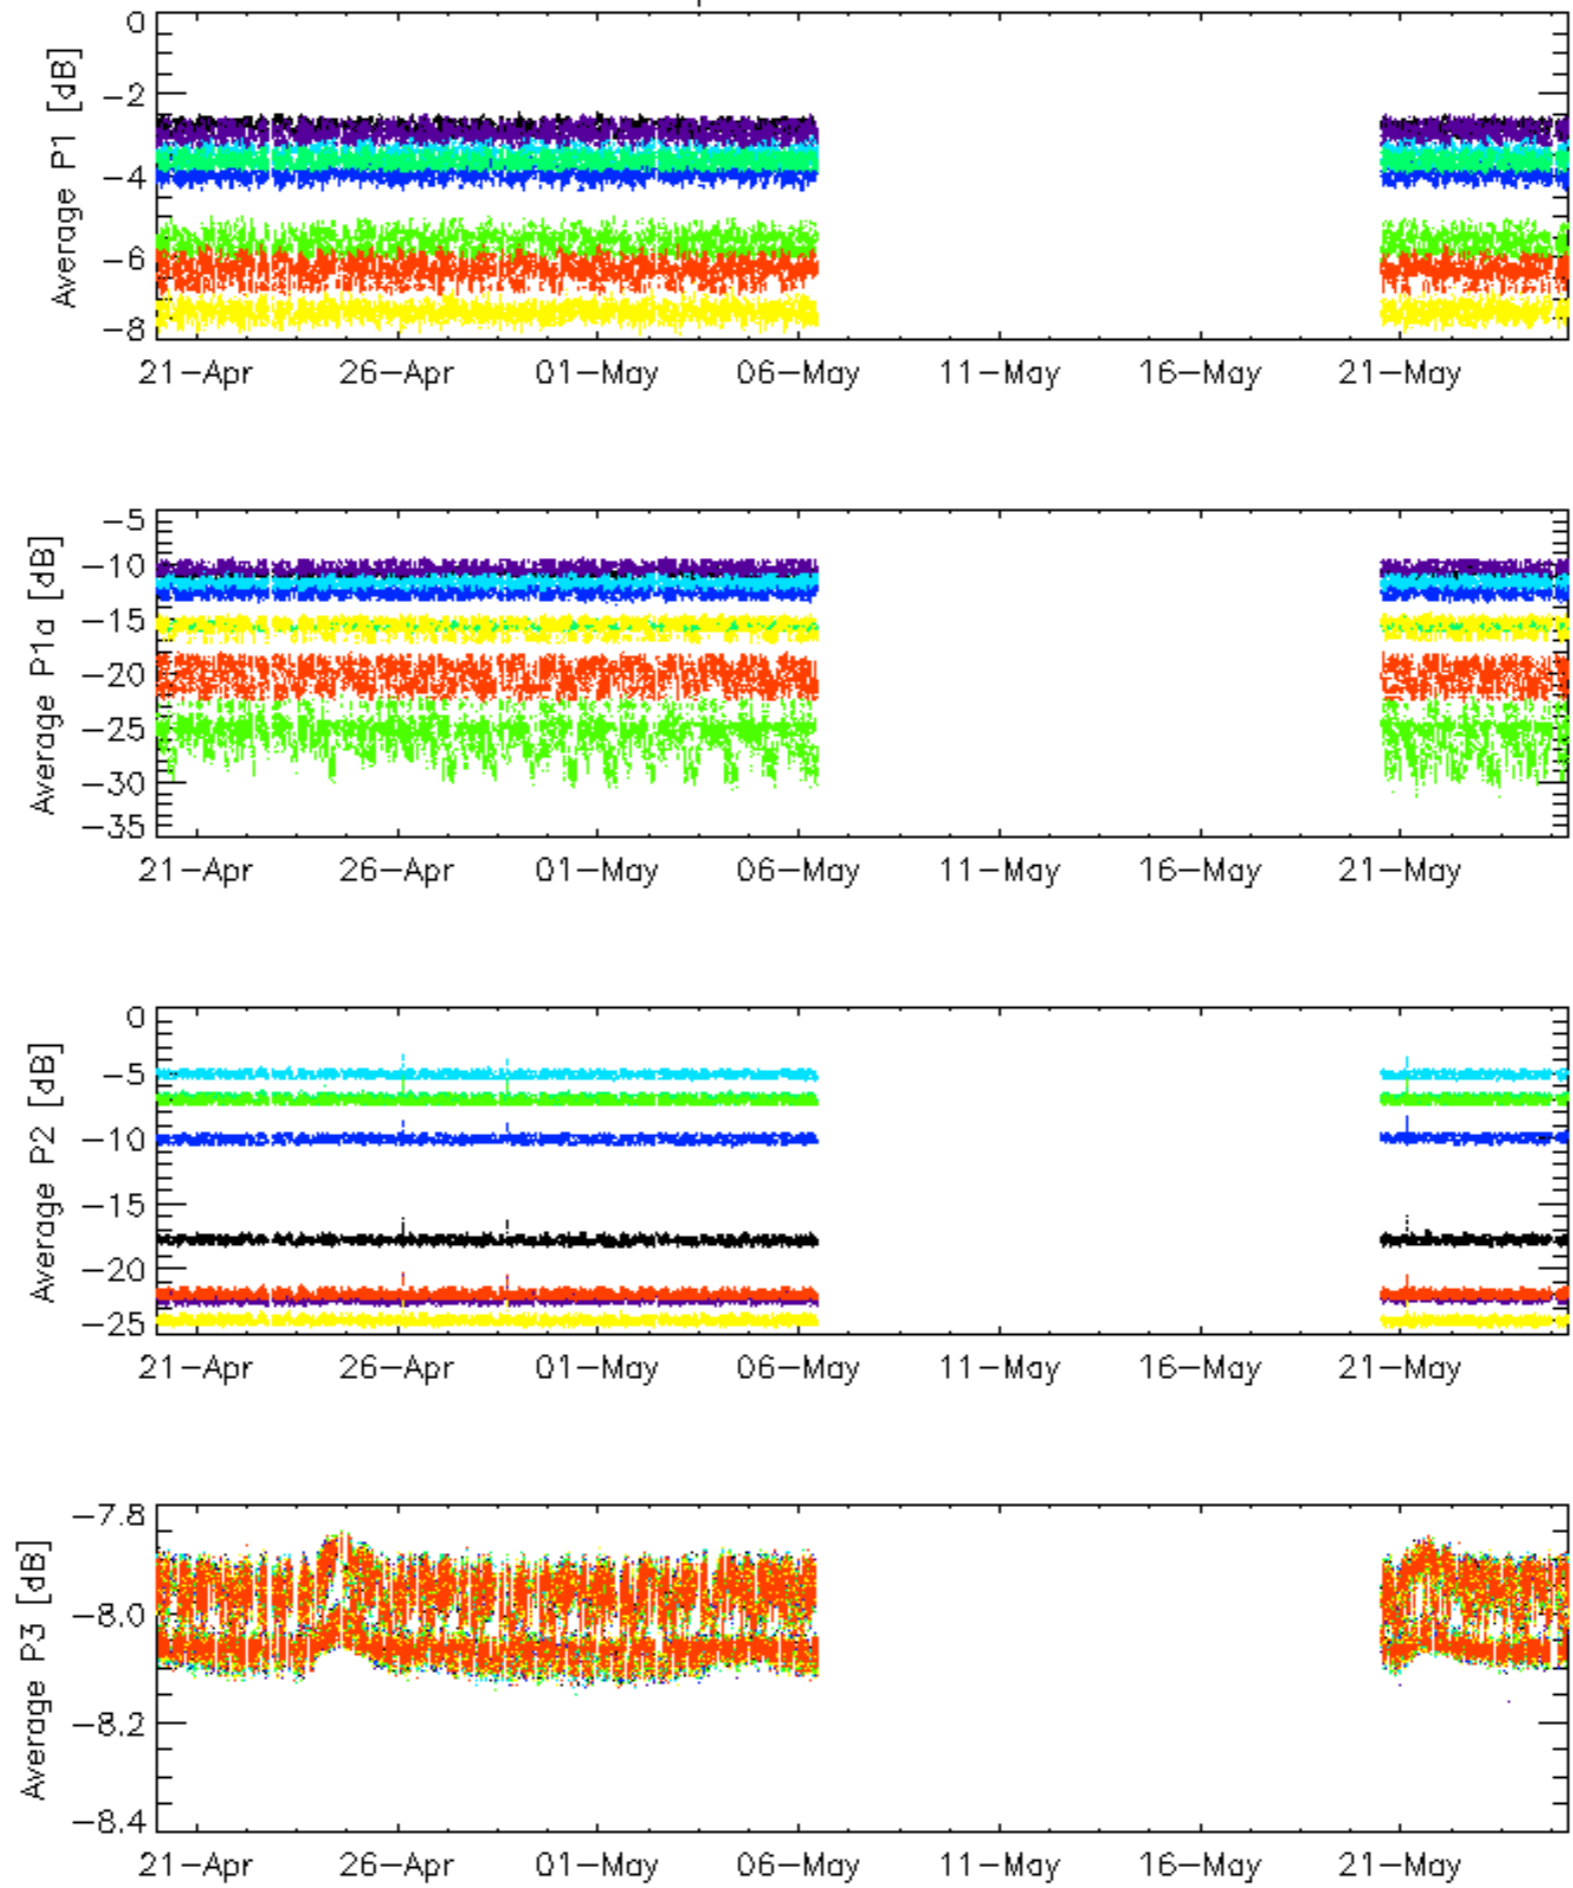 Average P1 [dB]
0
−2
−4
−6
−8
21−Apr 26−Apr 01−May 06−May 11−May 16−May 21−May
Average P1a [dB]
−5
−10
−15
−20
−25
−30
−35
21−Apr 26−Apr 01−May 06−May 11−May 16−May 21−May
Average P2 [dB]
0
−5
−10
−15
−20
−25
21−Apr 26−Apr 01−May 06−May 11−May 16−May 21−May
Average P3 [dB]
−7.8
−8.0
−8.2
−8.4
21−Apr 26−Apr 01−May 06−May 11−May 16−May 21−May